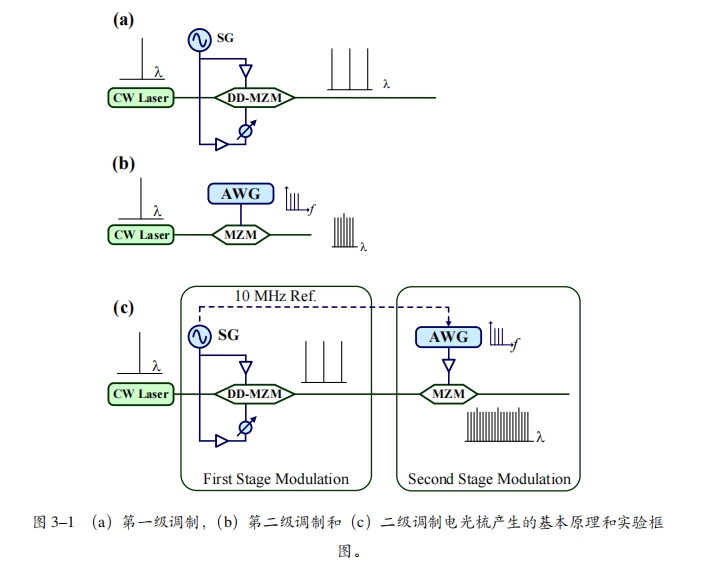 (a)
SG
λ
λ
CW Laser
DD-MZM
(b)
AWG
f
λ
CW Laser
MZM
λ
10 MHz Ref.
(c)
SG
AWG
f
λ
CW Laser
DD-MZM
MZM
λ
First Stage Modulation
Second Stage Modulation
图 3–1 （a）第一级调制，（b）第二级调制和（c）二级调制电光梳产生的基本原理和实验框
图。